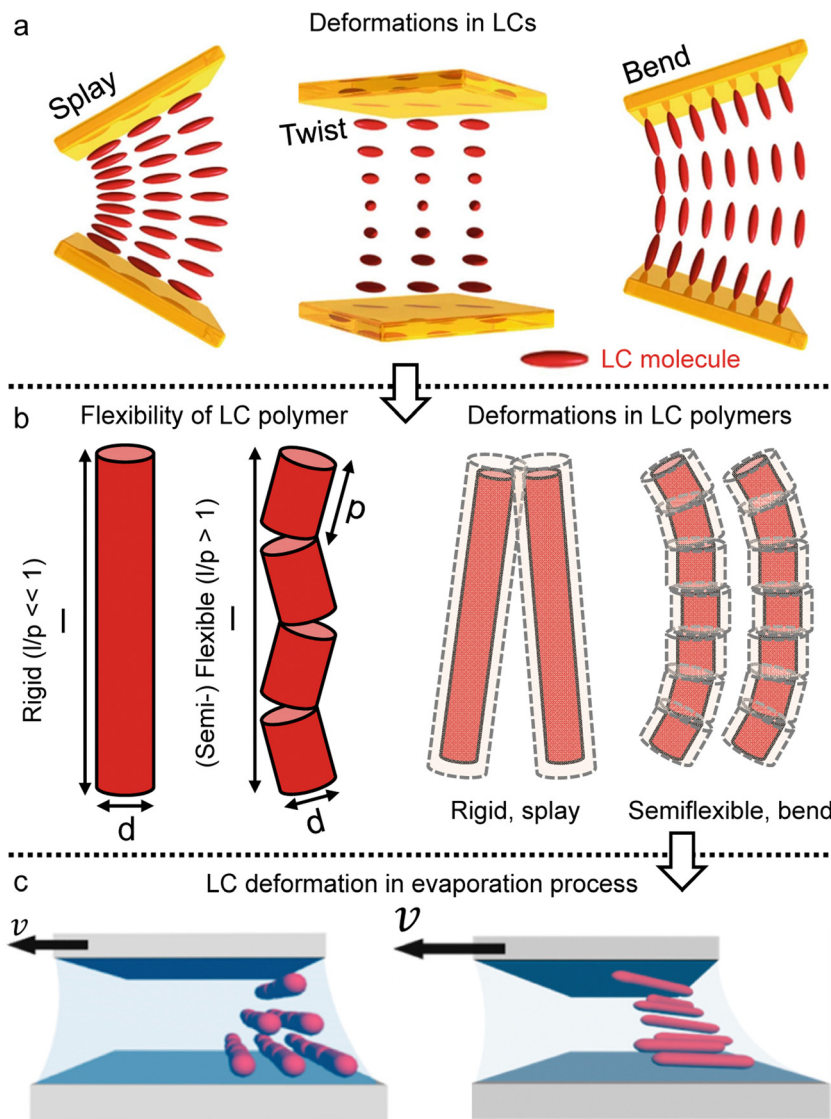 a
Deformations in LCs
Splay
Twist
Bend
LC molecule
b
Flexibility of LC polymer
Deformations in LC polymers
Rigid (l/p << 1)
l
d
(Semi-) Flexible (l/p > 1)
l
p
d
Rigid, splay
Semiflexible, bend
c
LC deformation in evaporation process
v
v